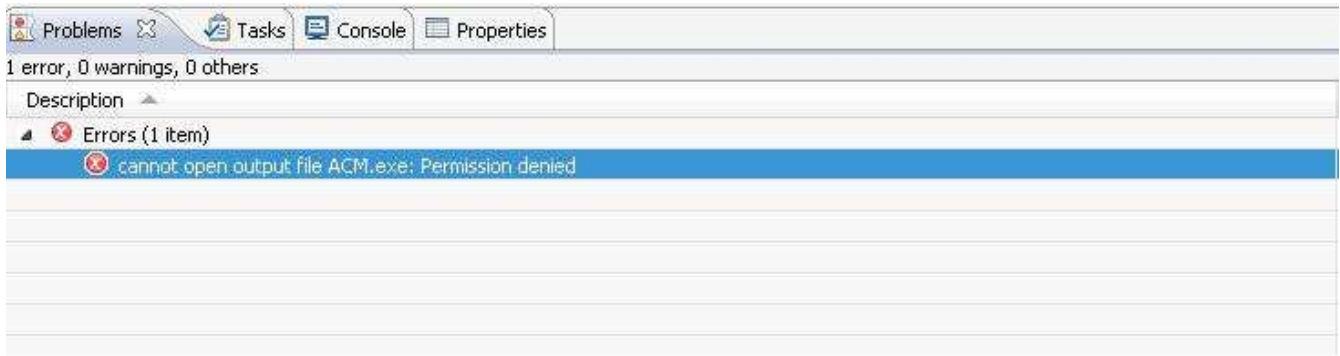 Problems Tasks Console Properties
1 error, 0 warnings, 0 others
Description
Errors (1 item)
cannot open output file ACM.exe: Permission denied